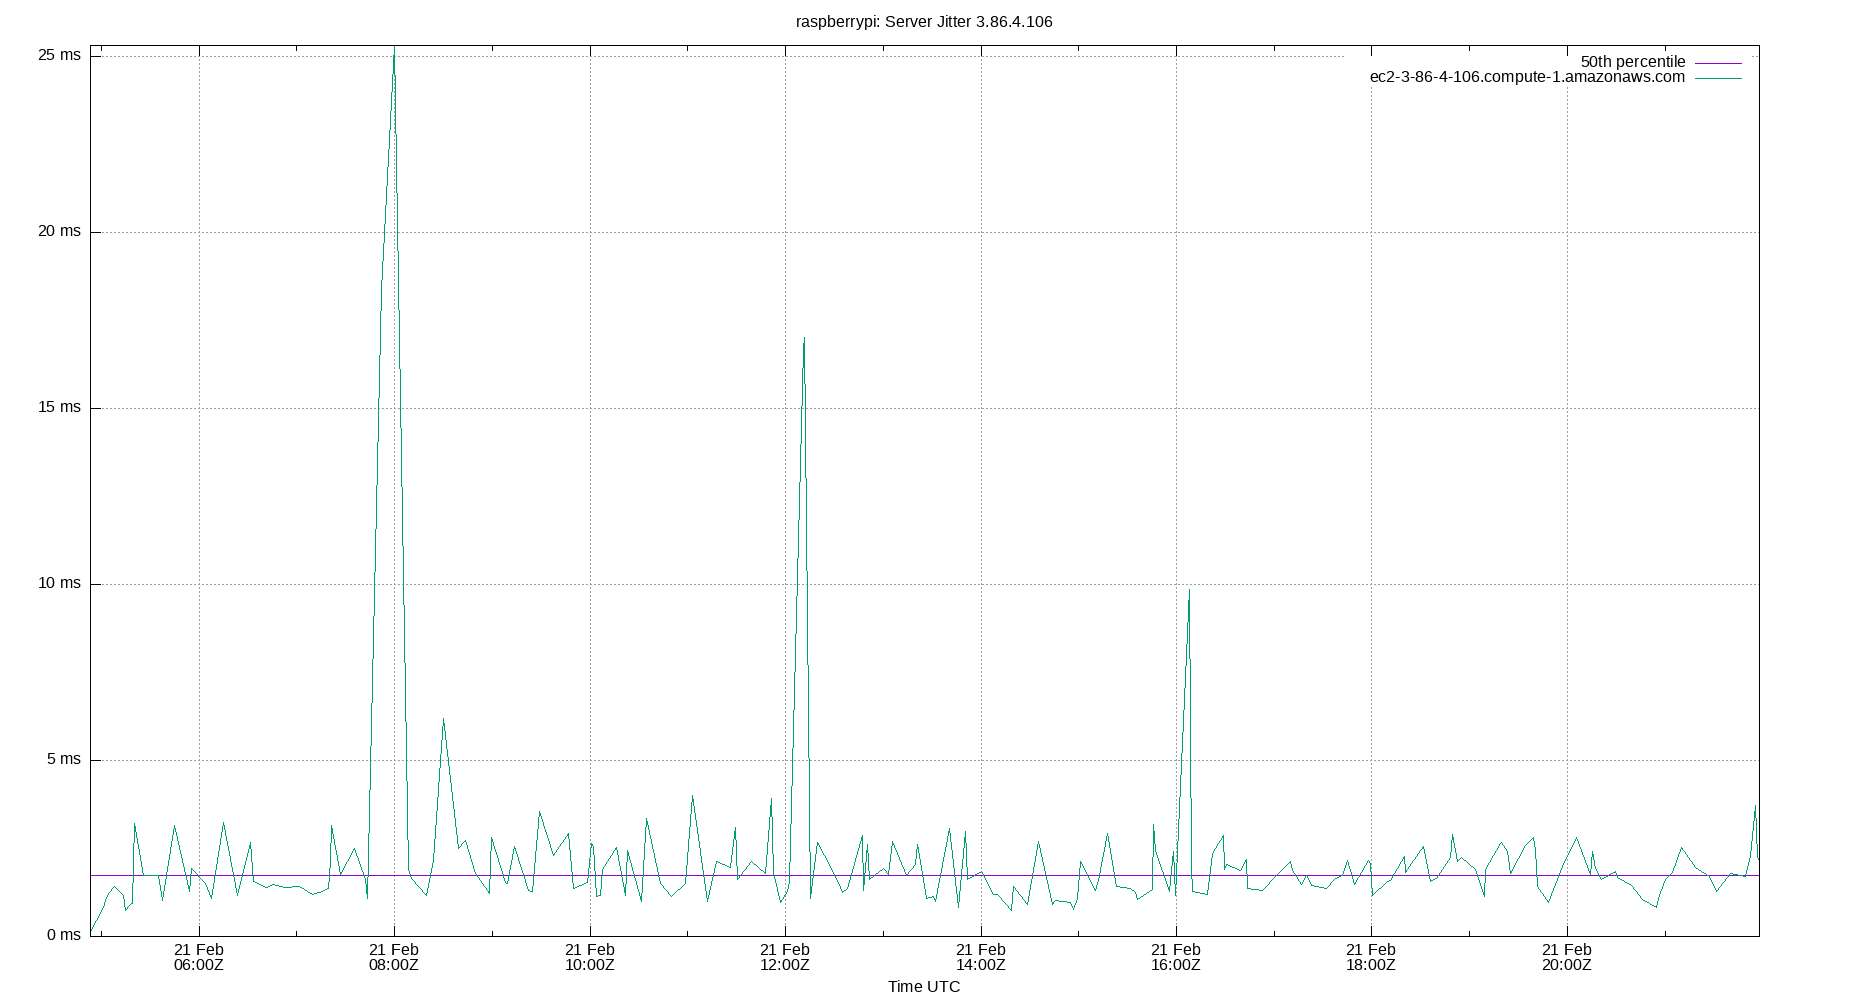 raspberrypi: Server Jitter 3.86.4.106
25 ms
20 ms
15 ms
10 ms
5 ms
0 ms
50th percentile
ec2-3-86-4-106.compute-1.amazonaws.com
21 Feb
06:00Z
21 Feb
08:00Z
21 Feb
10:00Z
21 Feb
12:00Z
21 Feb
14:00Z
21 Feb
16:00Z
21 Feb
18:00Z
21 Feb
20:00Z
Time UTC